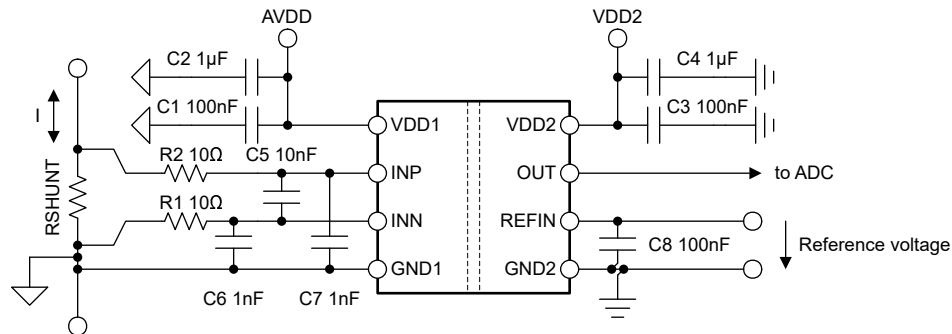 AVDD
VDD2
C2 1µF
C4 1µF
C1 100nF
C3 100nF
I
RSHUNT
R2 10Ω
C5 10nF
R1 10Ω
C6 1nF
C7 1nF
VDD1
INP
INN
GND1
VDD2
OUT
REFIN
GND2
to ADC
C8 100nF
Reference voltage